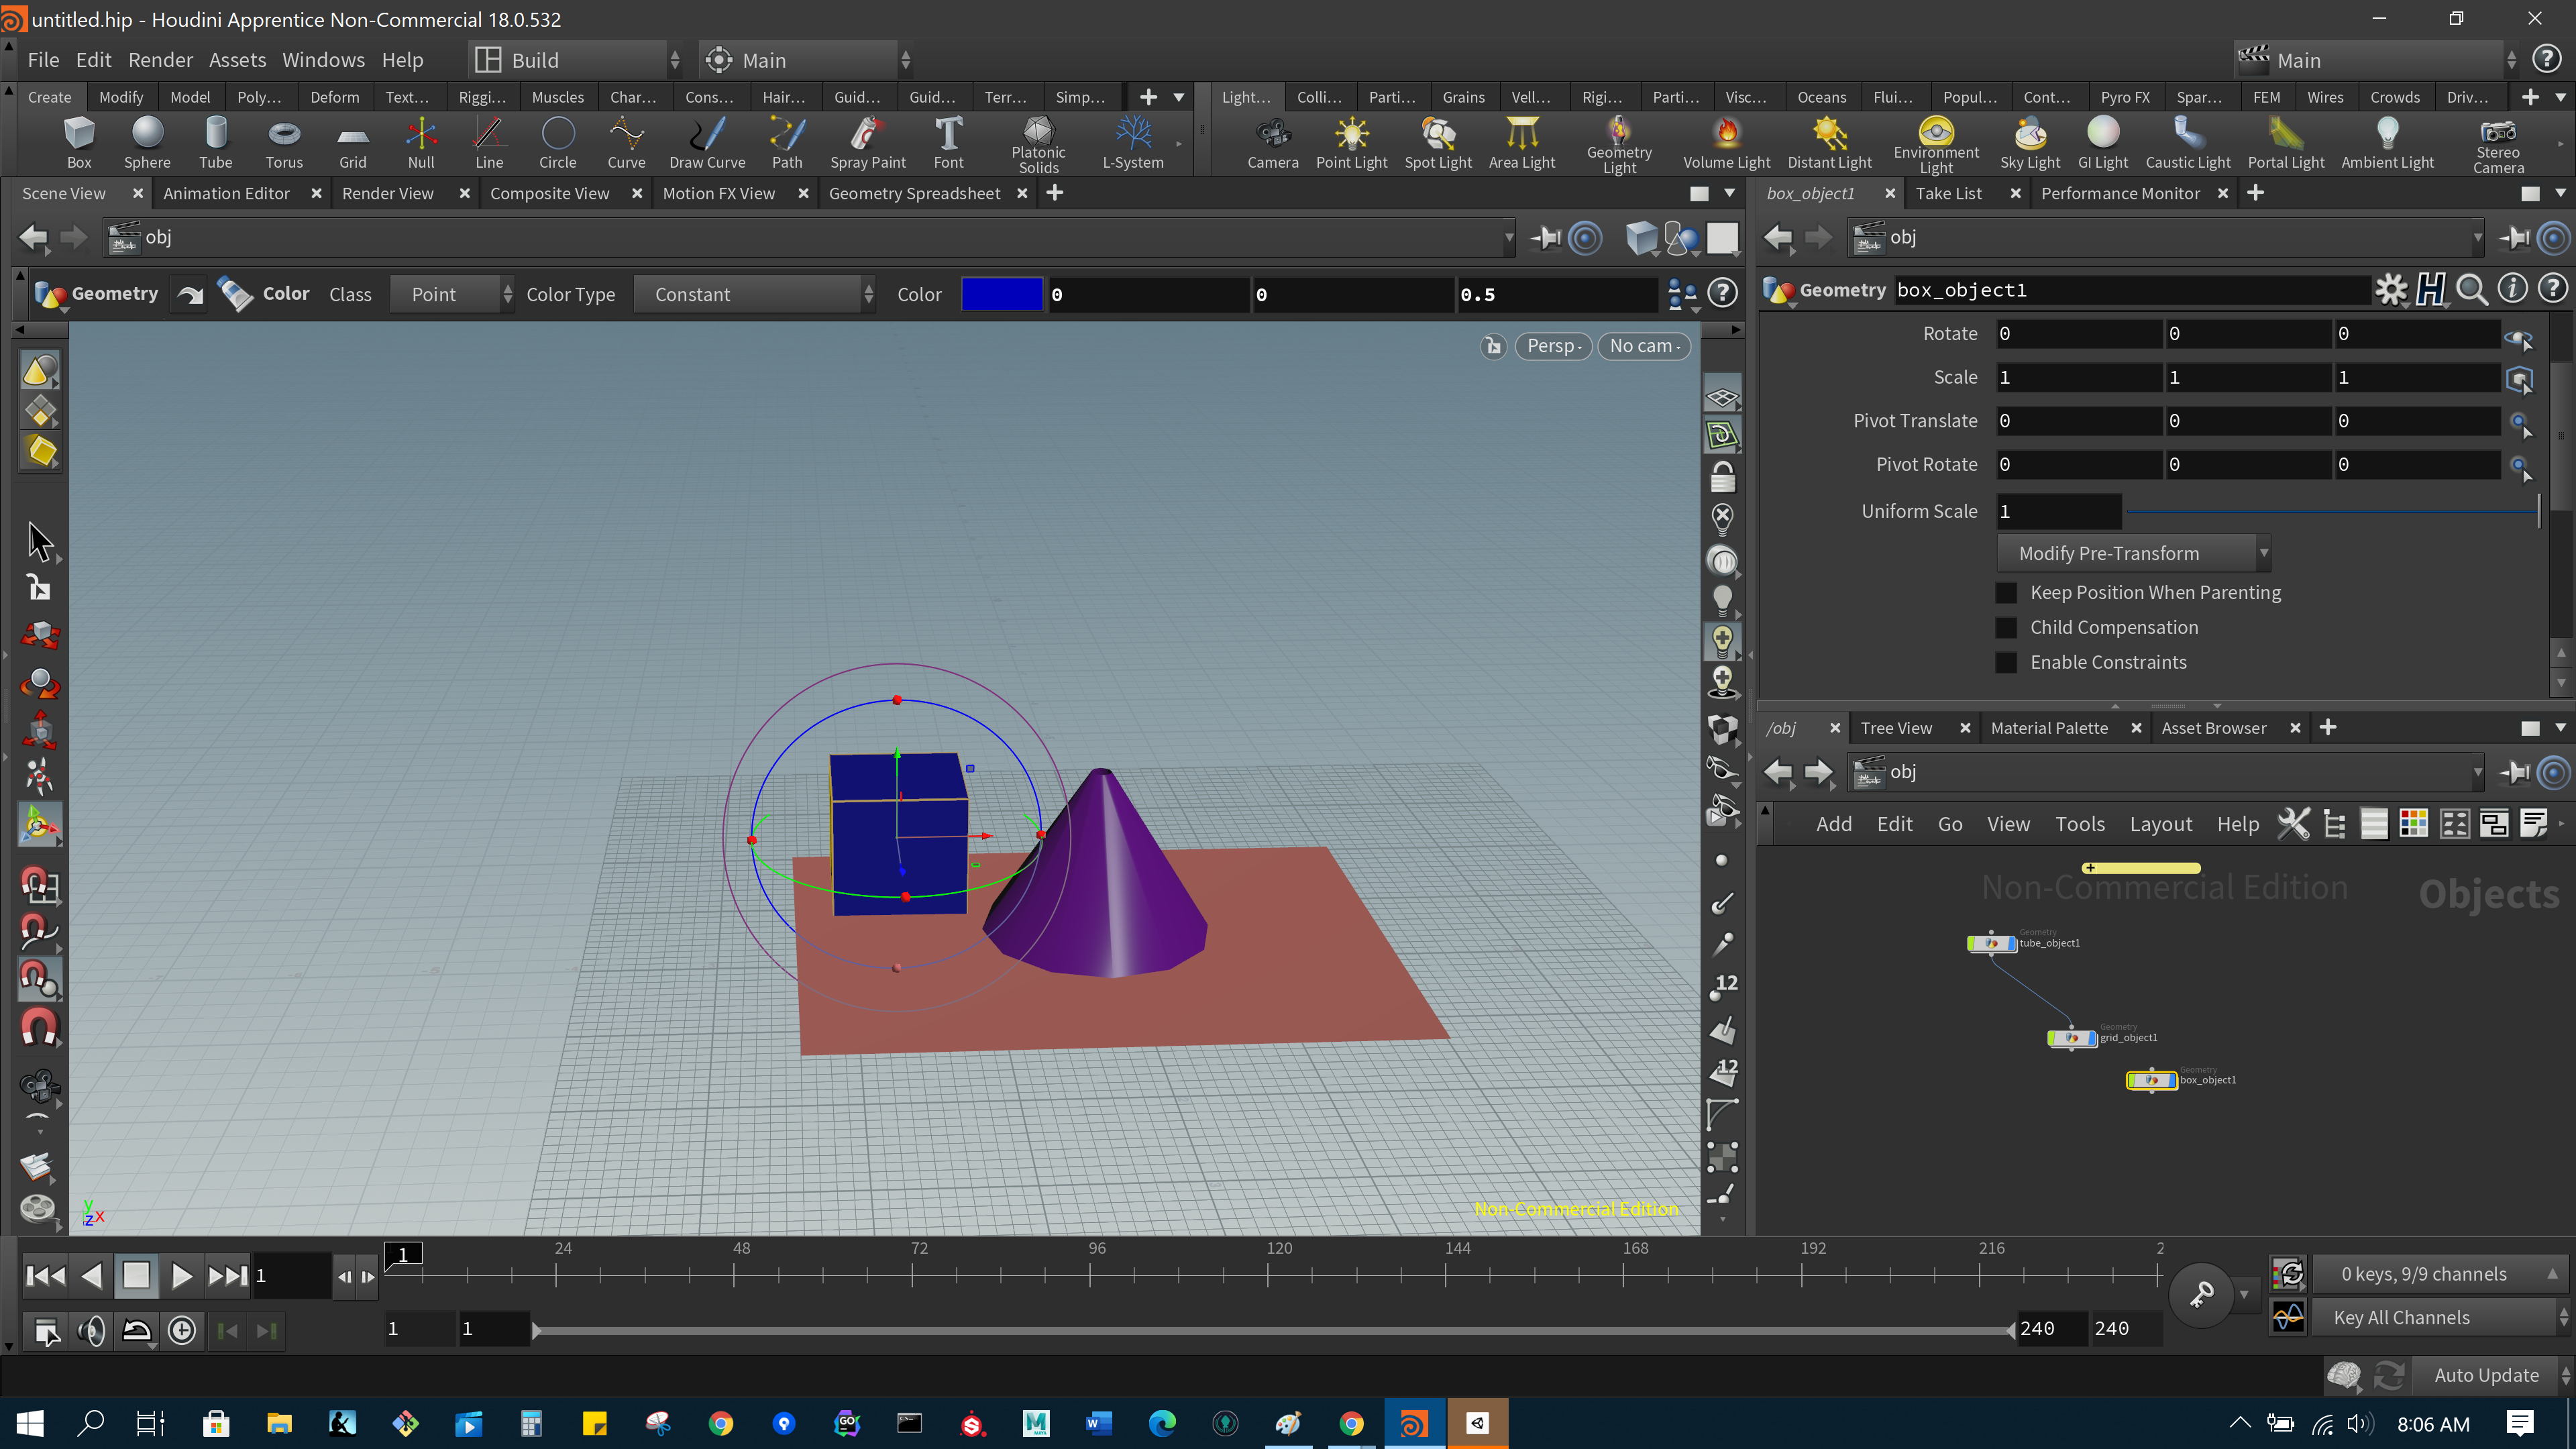 untitled.hip - Houdini Apprentice Non-Commercial 18.0.532
File Edit Render Assets Windows Help Build Main Main
Create Modify Model Poly... Deform Text... Riggi... Muscles Char... Cons... Hair... Guid... Guid... Terr... Simp... Light... Colli... Parti... Grains Vell... Rigi... Parti... Visc... Oceans Flui... Popul... Cont... Pyro FX Spar... FEM Wires Crowds Driv...
Box Sphere Tube Torus Grid Null Line Circle Curve Draw Curve Path Spray Paint Font Platonic Solids L-System Camera Point Light Spot Light Area Light Geometry Light Volume Light Distant Light Environment Light Sky Light GI Light Caustic Light Portal Light Ambient Light Stereo Camera
Scene View Animation Editor Render View Composite View Motion FX View Geometry Spreadsheet box_object1 Take List Performance Monitor
obj obj
Geometry Color Class Point Color Type Constant Color 0 0 0.5
Geometry box_object1
Persp No cam
Rotate 0 0 0
Scale 1 1 1
Pivot Translate 0 0 0
Pivot Rotate 0 0 0
Uniform Scale 1
Modify Pre-Transform
Keep Position When Parenting
Child Compensation
Enable Constraints
/obj Tree View Material Palette Asset Browser
obj
Add Edit Go View Tools Layout Help
Non-Commercial Edition Objects
Geometry
tube_object1
Geometry
grid_object1
Geometry
box_object1
12
12
y
z x
Non-Commercial Edition
1 1 24 48 72 96 120 144 168 192 216 2
0 keys, 9/9 channels
1 1 240 240 Key All Channels
Auto Update
GO
MAYA
8:06 AM